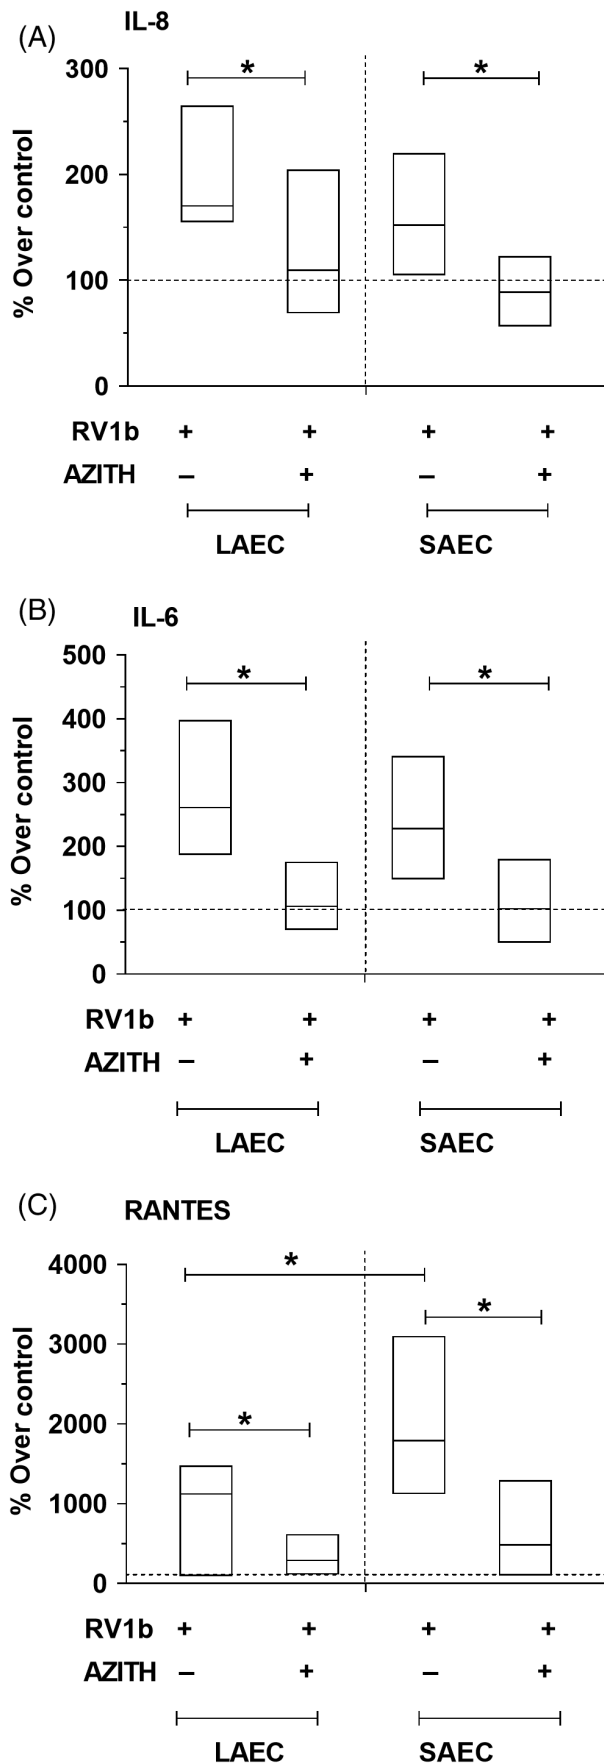 (A) IL-8
* *
300
200
100
0
% Over control
RV1b + + + +
AZITH – + – +
LAEC SAEC
(B) IL-6
* *
500
400
300
200
100
0
% Over control
RV1b + + + +
AZITH – + – +
LAEC SAEC
(C) RANTES
*
*
*
4000
3000
2000
1000
0
% Over control
RV1b + + + +
AZITH – + – +
LAEC SAEC